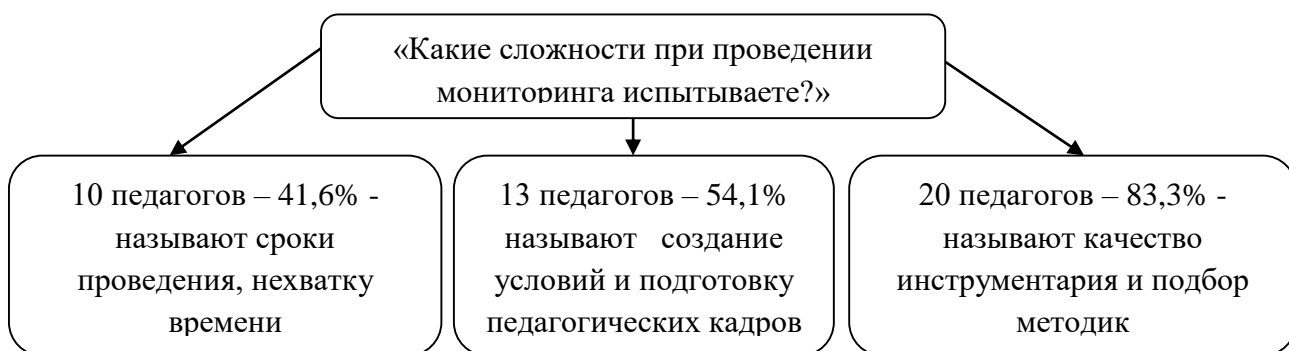 «Какие сложности при проведении
мониторинга испытываете?»
10 педагогов – 41,6% -
называют сроки
проведения, нехватку
времени
13 педагогов – 54,1%
называют создание
условий и подготовку
педагогических кадров
20 педагогов – 83,3% -
называют качество
инструментария и подбор
методик